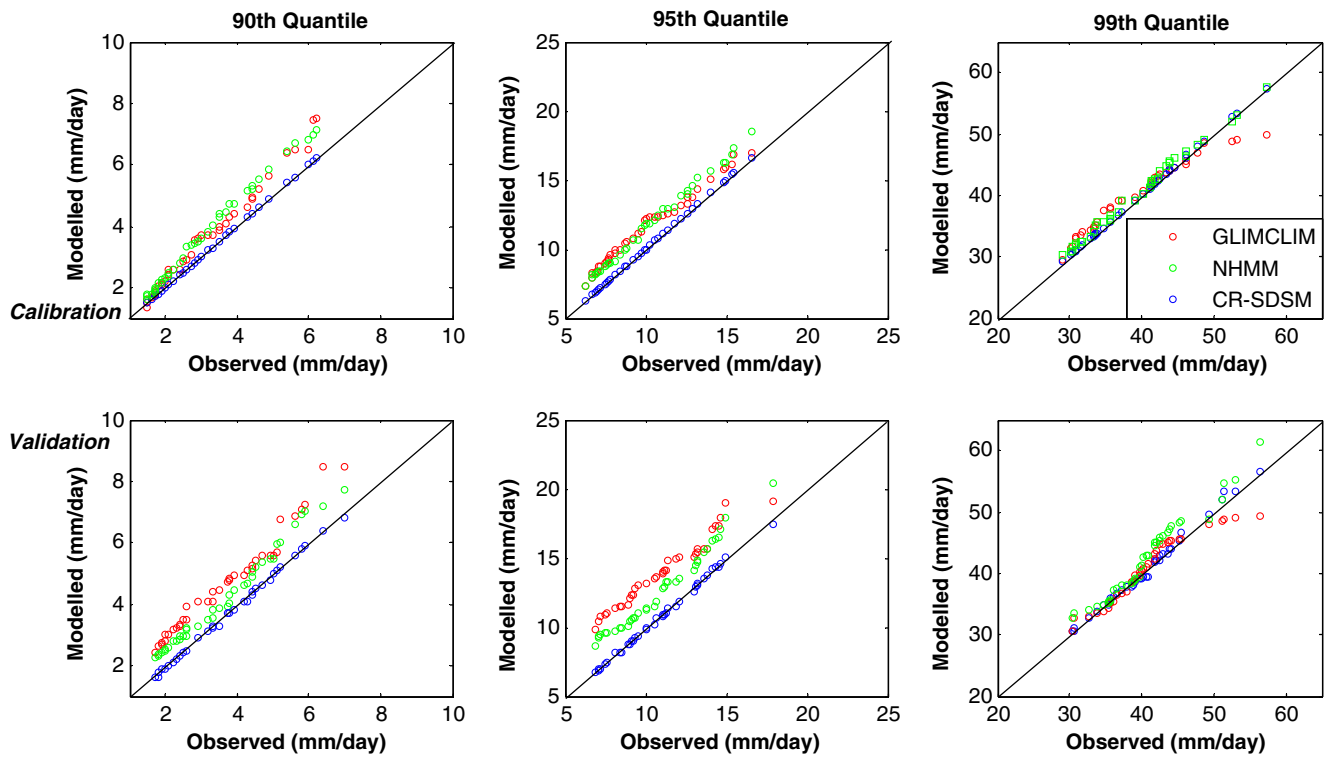 90th Quantile
95th Quantile
99th Quantile
Calibration
Modelled (mm/day)
10
8
6
4
2
2 4 6 8 10
Observed (mm/day)
Modelled (mm/day)
25
20
15
10
5
5 10 15 20 25
Observed (mm/day)
Modelled (mm/day)
60
50
40
30
20
20 30 40 50 60
Observed (mm/day)
GLIMCLIM
NHMM
CR-SDSM
Validation
Modelled (mm/day)
10
8
6
4
2
2 4 6 8 10
Observed (mm/day)
Modelled (mm/day)
25
20
15
10
5
5 10 15 20 25
Observed (mm/day)
Modelled (mm/day)
60
50
40
30
20
20 30 40 50 60
Observed (mm/day)